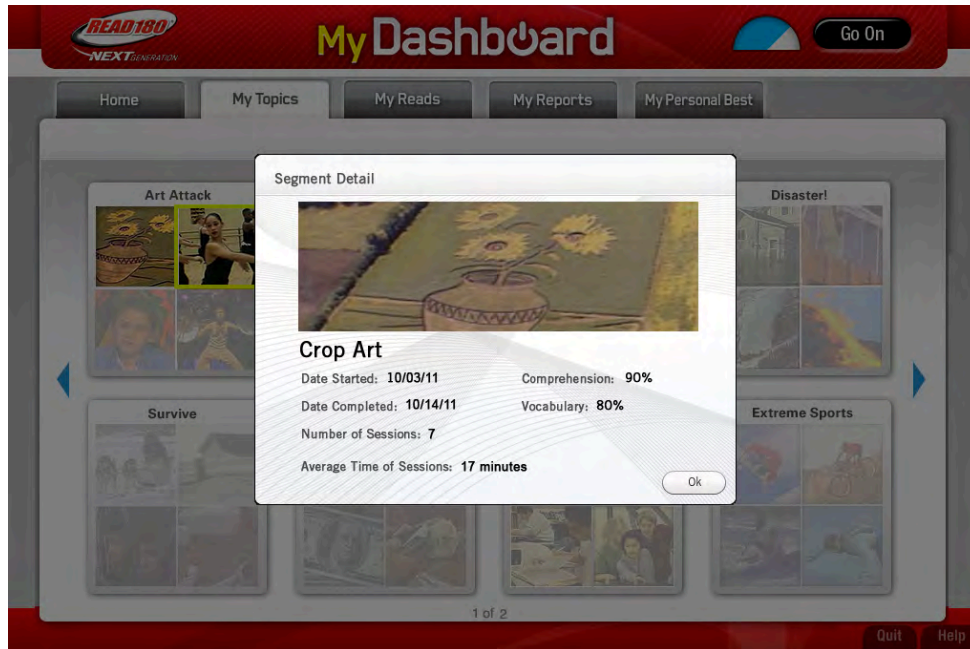 READ 180
NEXT GENERATION
My Dashboard
Go On
Home
My Topics
My Reads
My Reports
My Personal Best
Art Attack
Disaster!
Segment Detail
Crop Art
Date Started: 10/03/11
Comprehension: 90%
Date Completed: 10/14/11
Vocabulary: 80%
Number of Sessions: 7
Average Time of Sessions: 17 minutes
Ok
Survive
Extreme Sports
1 of 2
Quit
Help